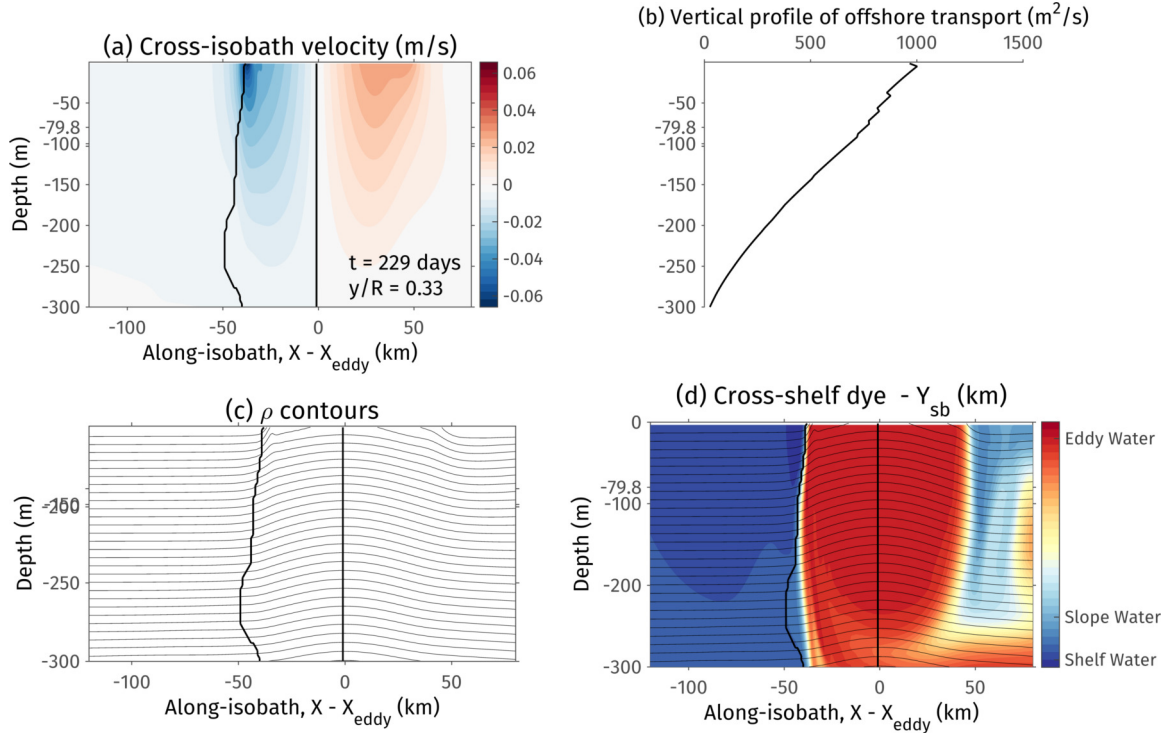 (a) Cross-isobath velocity (m/s)
Depth (m)
-50
-79.8
-100
-150
-200
-250
-300
t = 229 days
y/R = 0.33
-100
-50
0
50
Along-isobath, X - Xeddy (km)
0.06
0.04
0.02
0
-0.02
-0.04
-0.06
(b) Vertical profile of offshore transport (m²/s)
0
500
1000
1500
Depth (m)
-50
-79.8
-100
-150
-200
-250
-300
(c) ρ contours
Depth (m)
-200
-250
-300
-100
-50
0
50
Along-isobath, X - Xeddy (km)
(d) Cross-shelf dye - Ysb (km)
Depth (m)
0
-79.8
-100
-200
-300
-100
-50
0
50
Along-isobath, X - Xeddy (km)
Eddy Water
Slope Water
Shelf Water